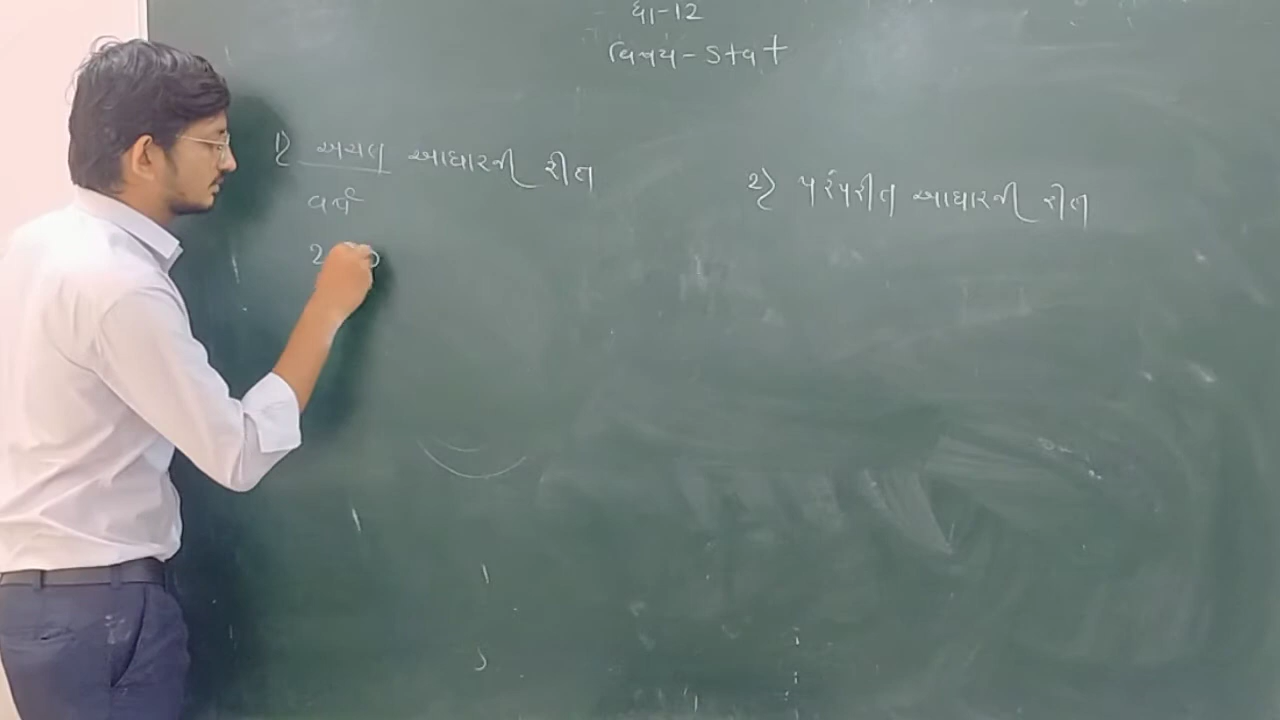 ધો-12
વિષય - Stat
1) અચલ આધારની રીત
વર્ષ
2) પરંપરીત આધારની રીત